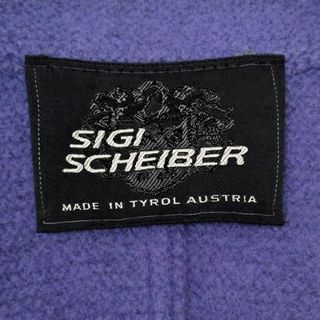 SIGI
SCHEIBER
MADE IN TYROL AUSTRIA